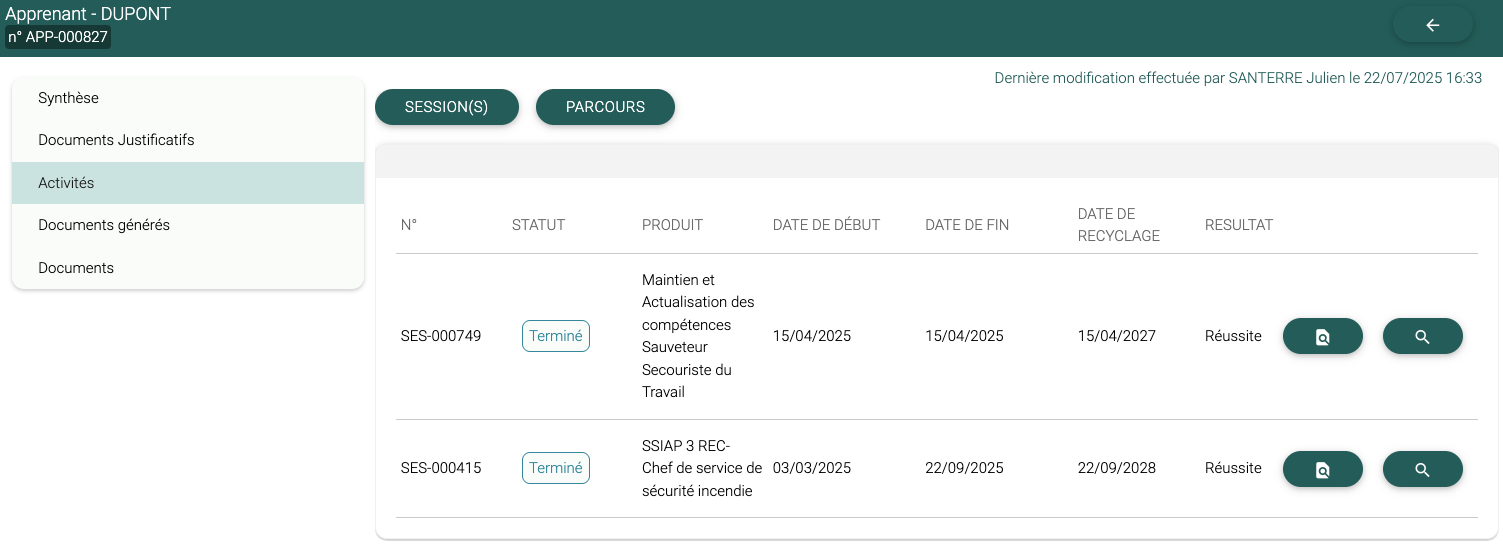 Apprenant - DUPONT
n° APP-000827
Dernière modification effectuée par SANTERRE Julien le 22/07/2025 16:33
Synthèse
Documents Justificatifs
Activités
Documents générés
Documents
SESSION(S)
PARCOURS
N°
STATUT
PRODUIT
DATE DE DÉBUT
DATE DE FIN
DATE DE
RECYCLAGE
RESULTAT
SES-000749
Terminé
Maintien et
Actualisation des
compétences
Sauveteur
Secouriste du
Travail
15/04/2025
15/04/2025
15/04/2027
Réussite
SES-000415
Terminé
SSIAP 3 REC-
Chef de service de
sécurité incendie
03/03/2025
22/09/2025
22/09/2028
Réussite